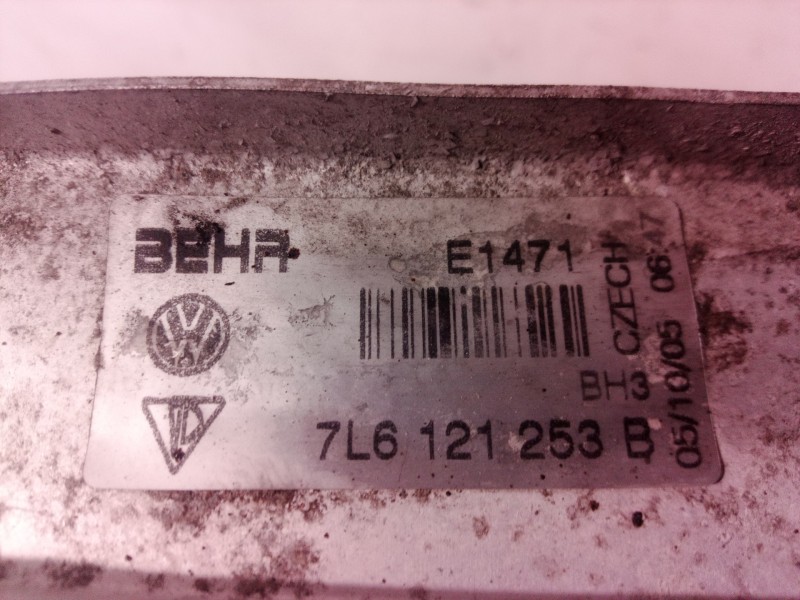 BEHR
E1471
CZECH
BH3
7L6 121 253 B
05/10/05 06:47